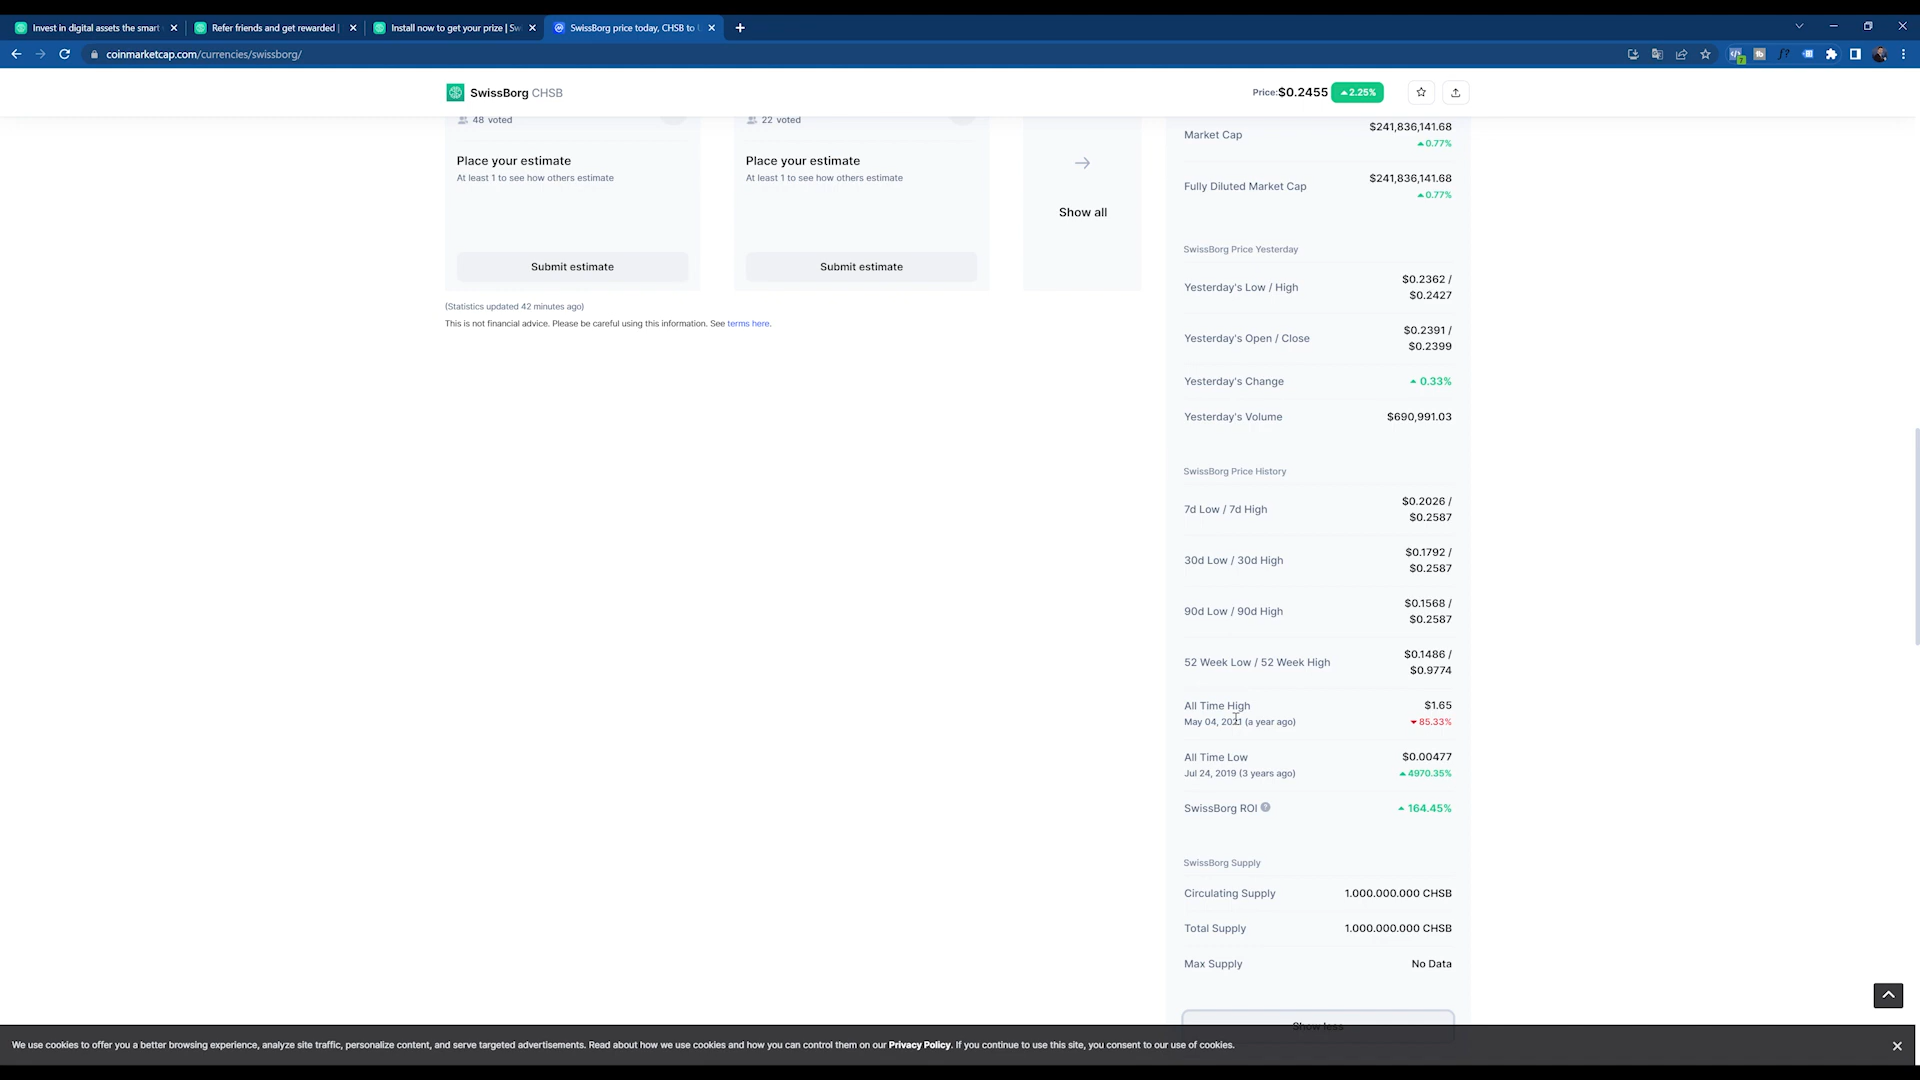 Invest in digital assets the smart
Refer friends and get rewarded |
Install now to get your prize | Sw
SwissBorg price today, CHSB to
coinmarketcap.com/currencies/swissborg/
SwissBorg CHSB
Price:$0.2455 2.25%
48 voted
22 voted
Place your estimate
At least 1 to see how others estimate
Place your estimate
At least 1 to see how others estimate
Show all
Submit estimate
Submit estimate
(Statistics updated 42 minutes ago)
This is not financial advice. Please be careful using this information. See terms here.
Market Cap
$241,836,141.68
0.77%
Fully Diluted Market Cap
$241,836,141.68
0.77%
SwissBorg Price Yesterday
Yesterday's Low / High
$0.2362 /
$0.2427
Yesterday's Open / Close
$0.2391 /
$0.2399
Yesterday's Change
0.33%
Yesterday's Volume
$690,991.03
SwissBorg Price History
7d Low / 7d High
$0.2026 /
$0.2587
30d Low / 30d High
$0.1792 /
$0.2587
90d Low / 90d High
$0.1568 /
$0.2587
52 Week Low / 52 Week High
$0.1486 /
$0.9774
All Time High
$1.65
May 04, 2021 (a year ago)
85.33%
All Time Low
$0.00477
Jul 24, 2019 (3 years ago)
4970.35%
SwissBorg ROI
164.45%
SwissBorg Supply
Circulating Supply
1.000.000.000 CHSB
Total Supply
1.000.000.000 CHSB
Max Supply
No Data
Show less
We use cookies to offer you a better browsing experience, analyze site traffic, personalize content, and serve targeted advertisements. Read about how we use cookies and how you can control them on our Privacy Policy. If you continue to use this site, you consent to our use of cookies.